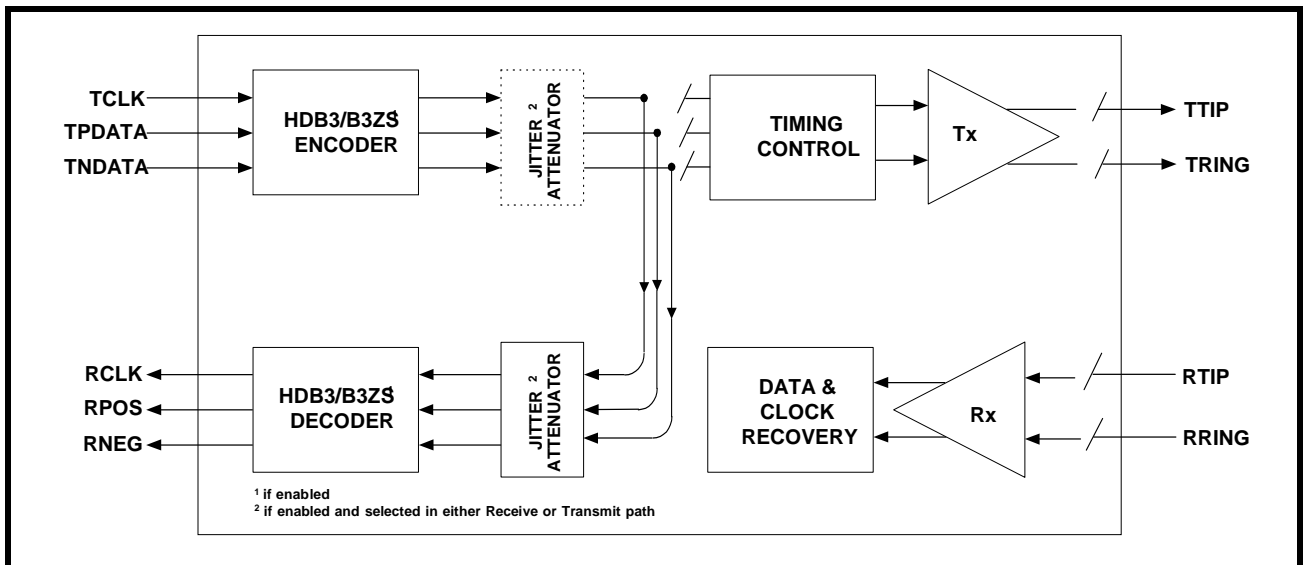 TCLK
TPDATA
TNDATA
HDB3/B3ZS1
ENCODER
JITTER 2
ATTENUATOR
TIMING
CONTROL
Tx
TTIP
TRING
RCLK
RPOS
RNEG
HDB3/B3ZS1
DECODER
JITTER 2
ATTENUATOR
DATA &
CLOCK
RECOVERY
Rx
RTIP
RRING
1 if enabled
2 if enabled and selected in either Receive or Transmit path